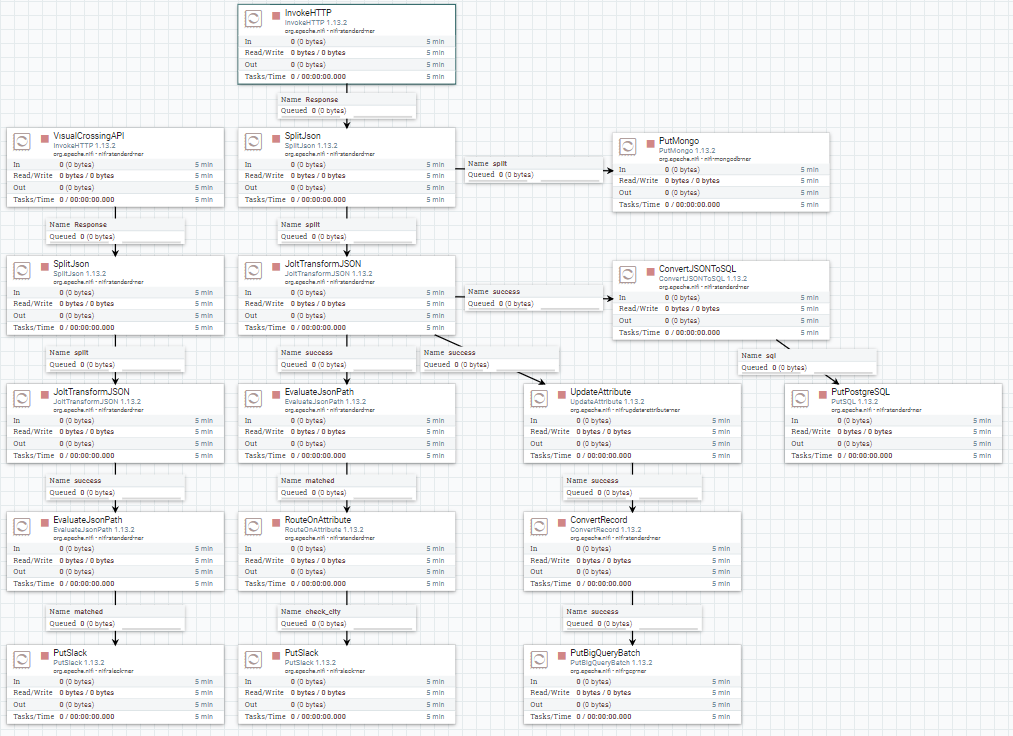 InvokeHTTP
InvokeHTTP 1.13.2
org.apache.nifi - nifi-standard-nar
In 0 (0 bytes) 5 min
Read/Write 0 bytes / 0 bytes 5 min
Out 0 (0 bytes) 5 min
Tasks/Time 0 / 00:00:00.000 5 min
Name Response
Queued 0 (0 bytes)
VisualCrossingAPI
InvokeHTTP 1.13.2
org.apache.nifi - nifi-standard-nar
In 0 (0 bytes) 5 min
Read/Write 0 bytes / 0 bytes 5 min
Out 0 (0 bytes) 5 min
Tasks/Time 0 / 00:00:00.000 5 min
SplitJson
SplitJson 1.13.2
org.apache.nifi - nifi-standard-nar
In 0 (0 bytes) 5 min
Read/Write 0 bytes / 0 bytes 5 min
Out 0 (0 bytes) 5 min
Tasks/Time 0 / 00:00:00.000 5 min
Name split
Queued 0 (0 bytes)
PutMongo
PutMongo 1.13.2
org.apache.nifi - nifi-mongodb-nar
In 0 (0 bytes) 5 min
Read/Write 0 bytes / 0 bytes 5 min
Out 0 (0 bytes) 5 min
Tasks/Time 0 / 00:00:00.000 5 min
Name Response
Queued 0 (0 bytes)
Name split
Queued 0 (0 bytes)
SplitJson
SplitJson 1.13.2
org.apache.nifi - nifi-standard-nar
In 0 (0 bytes) 5 min
Read/Write 0 bytes / 0 bytes 5 min
Out 0 (0 bytes) 5 min
Tasks/Time 0 / 00:00:00.000 5 min
JoltTransformJSON
JoltTransformJSON 1.13.2
org.apache.nifi - nifi-standard-nar
In 0 (0 bytes) 5 min
Read/Write 0 bytes / 0 bytes 5 min
Out 0 (0 bytes) 5 min
Tasks/Time 0 / 00:00:00.000 5 min
Name success
Queued 0 (0 bytes)
ConvertJSONToSQL
ConvertJSONToSQL 1.13.2
org.apache.nifi - nifi-standard-nar
In 0 (0 bytes) 5 min
Read/Write 0 bytes / 0 bytes 5 min
Out 0 (0 bytes) 5 min
Tasks/Time 0 / 00:00:00.000 5 min
Name split
Queued 0 (0 bytes)
Name success
Queued 0 (0 bytes)
Name success
Queued 0 (0 bytes)
Name sql
Queued 0 (0 bytes)
JoltTransformJSON
JoltTransformJSON 1.13.2
org.apache.nifi - nifi-standard-nar
In 0 (0 bytes) 5 min
Read/Write 0 bytes / 0 bytes 5 min
Out 0 (0 bytes) 5 min
Tasks/Time 0 / 00:00:00.000 5 min
EvaluateJsonPath
EvaluateJsonPath 1.13.2
org.apache.nifi - nifi-standard-nar
In 0 (0 bytes) 5 min
Read/Write 0 bytes / 0 bytes 5 min
Out 0 (0 bytes) 5 min
Tasks/Time 0 / 00:00:00.000 5 min
UpdateAttribute
UpdateAttribute 1.13.2
org.apache.nifi - nifi-update-attribute-nar
In 0 (0 bytes) 5 min
Read/Write 0 bytes / 0 bytes 5 min
Out 0 (0 bytes) 5 min
Tasks/Time 0 / 00:00:00.000 5 min
PutPostgreSQL
PutSQL 1.13.2
org.apache.nifi - nifi-standard-nar
In 0 (0 bytes) 5 min
Read/Write 0 bytes / 0 bytes 5 min
Out 0 (0 bytes) 5 min
Tasks/Time 0 / 00:00:00.000 5 min
Name success
Queued 0 (0 bytes)
Name matched
Queued 0 (0 bytes)
Name success
Queued 0 (0 bytes)
EvaluateJsonPath
EvaluateJsonPath 1.13.2
org.apache.nifi - nifi-standard-nar
In 0 (0 bytes) 5 min
Read/Write 0 bytes / 0 bytes 5 min
Out 0 (0 bytes) 5 min
Tasks/Time 0 / 00:00:00.000 5 min
RouteOnAttribute
RouteOnAttribute 1.13.2
org.apache.nifi - nifi-standard-nar
In 0 (0 bytes) 5 min
Read/Write 0 bytes / 0 bytes 5 min
Out 0 (0 bytes) 5 min
Tasks/Time 0 / 00:00:00.000 5 min
ConvertRecord
ConvertRecord 1.13.2
org.apache.nifi - nifi-standard-nar
In 0 (0 bytes) 5 min
Read/Write 0 bytes / 0 bytes 5 min
Out 0 (0 bytes) 5 min
Tasks/Time 0 / 00:00:00.000 5 min
Name matched
Queued 0 (0 bytes)
Name check_city
Queued 0 (0 bytes)
Name success
Queued 0 (0 bytes)
PutSlack
PutSlack 1.13.2
org.apache.nifi - nifi-slack-nar
In 0 (0 bytes) 5 min
Read/Write 0 bytes / 0 bytes 5 min
Out 0 (0 bytes) 5 min
Tasks/Time 0 / 00:00:00.000 5 min
PutSlack
PutSlack 1.13.2
org.apache.nifi - nifi-slack-nar
In 0 (0 bytes) 5 min
Read/Write 0 bytes / 0 bytes 5 min
Out 0 (0 bytes) 5 min
Tasks/Time 0 / 00:00:00.000 5 min
PutBigQueryBatch
PutBigQueryBatch 1.13.2
org.apache.nifi - nifi-gcp-nar
In 0 (0 bytes) 5 min
Read/Write 0 bytes / 0 bytes 5 min
Out 0 (0 bytes) 5 min
Tasks/Time 0 / 00:00:00.000 5 min